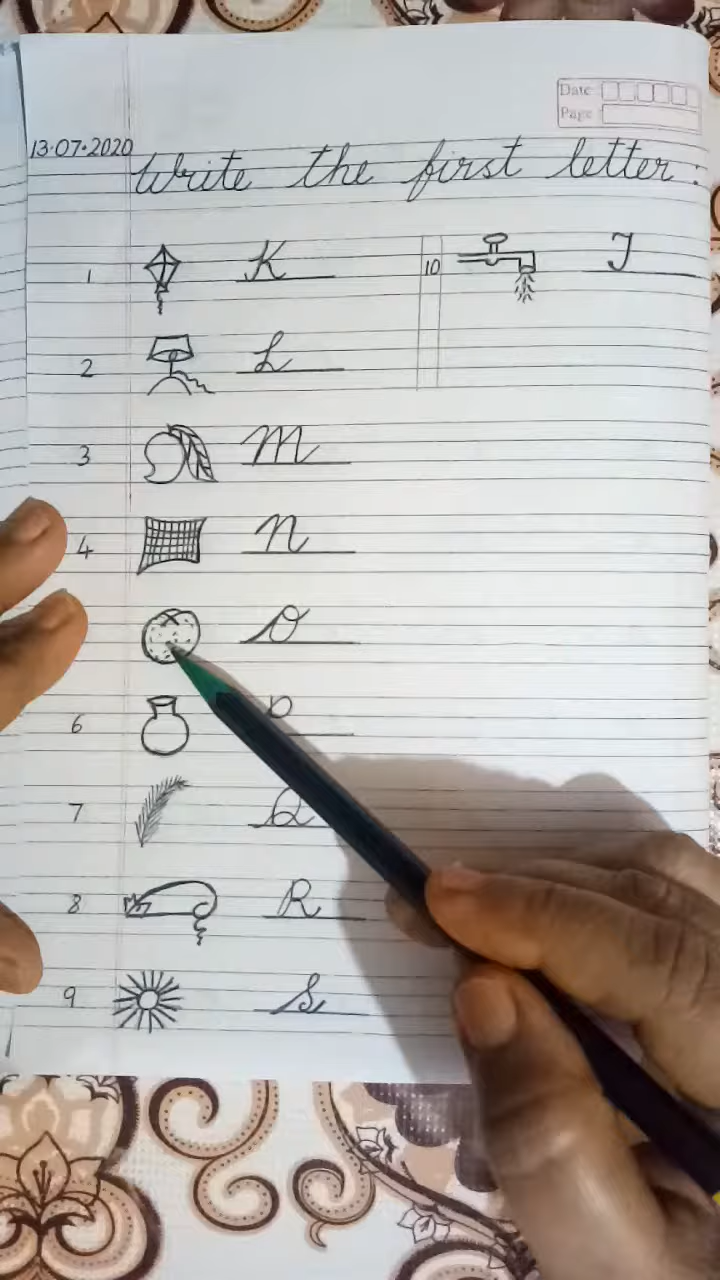 Date
Page
13·07·2020
Write the first letter:
1 K
2 L
3 M
4 N
O
6 P
7 Q
8 R
9 S
10 T